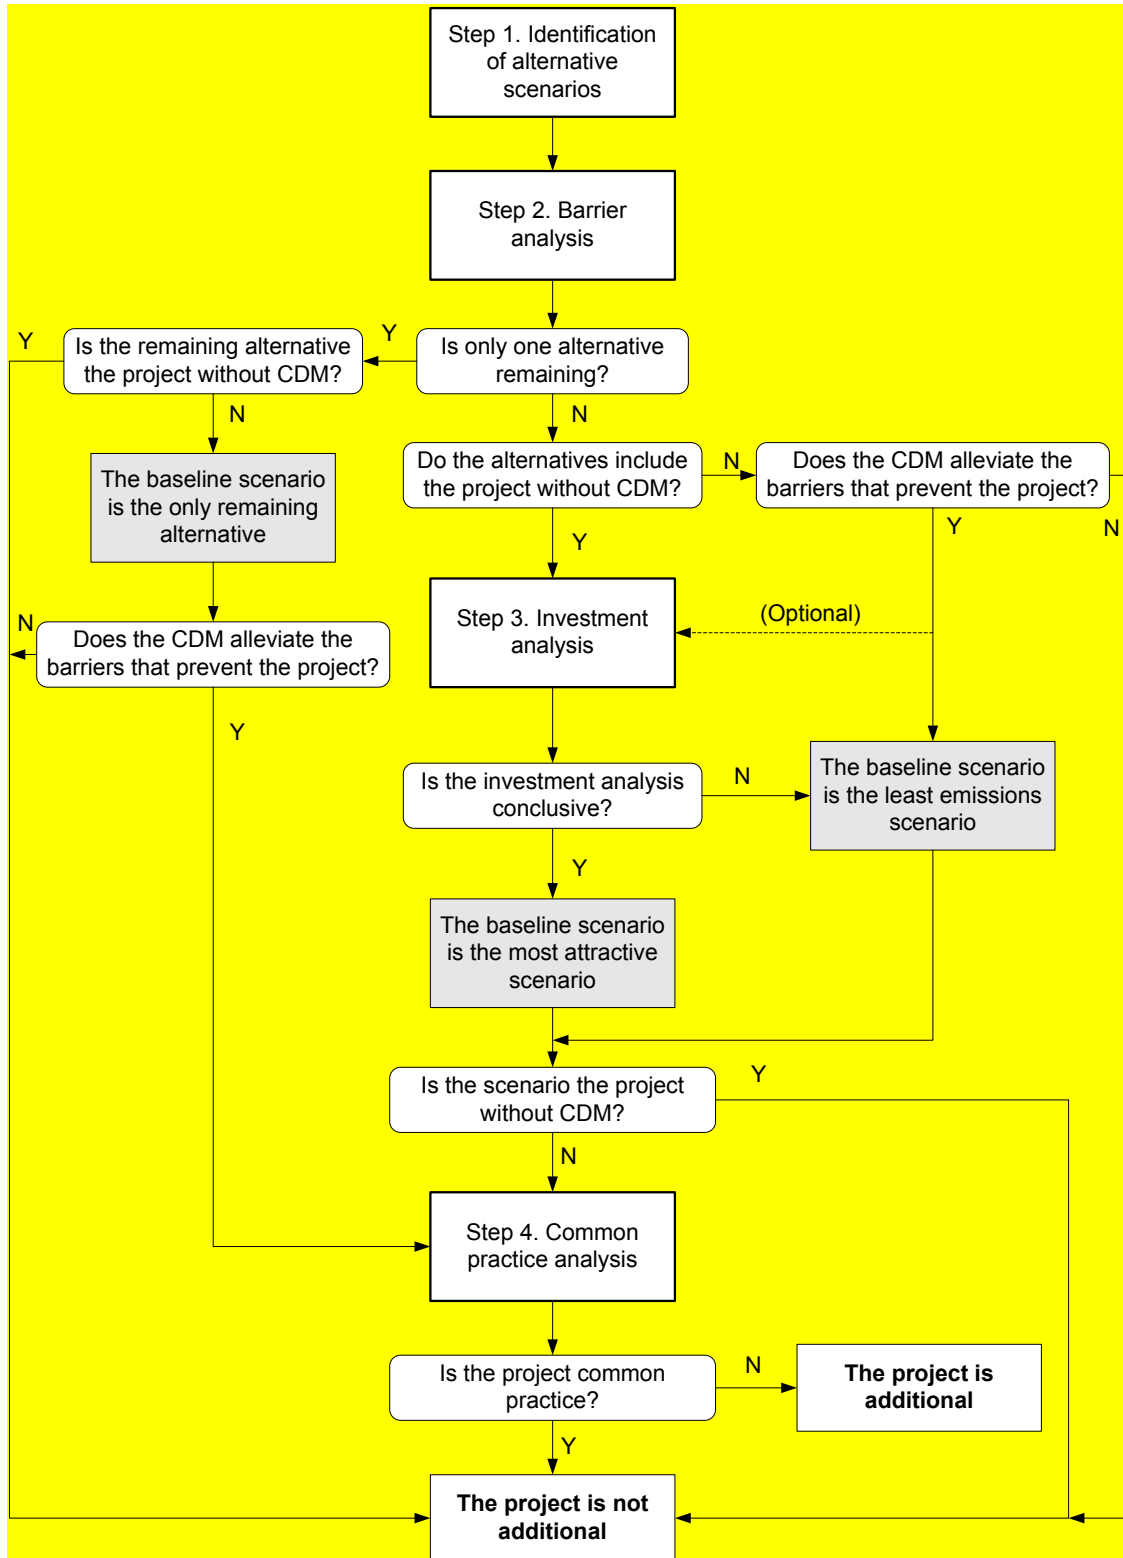 Step 1. Identification
of alternative
scenarios
Step 2. Barrier
analysis
Y
Is the remaining alternative
the project without CDM?
Y
Is only one alternative
remaining?
N
N
The baseline scenario
is the only remaining
alternative
Do the alternatives include
the project without CDM?
N
Does the CDM alleviate the
barriers that prevent the project?
Y
Y
N
Step 3. Investment
analysis
(Optional)
N
Does the CDM alleviate the
barriers that prevent the project?
Y
Is the investment analysis
conclusive?
N
The baseline scenario
is the least emissions
scenario
Y
The baseline scenario
is the most attractive
scenario
Is the scenario the project
without CDM?
Y
N
Step 4. Common
practice analysis
Is the project common
practice?
N
The project is
additional
Y
The project is not
additional